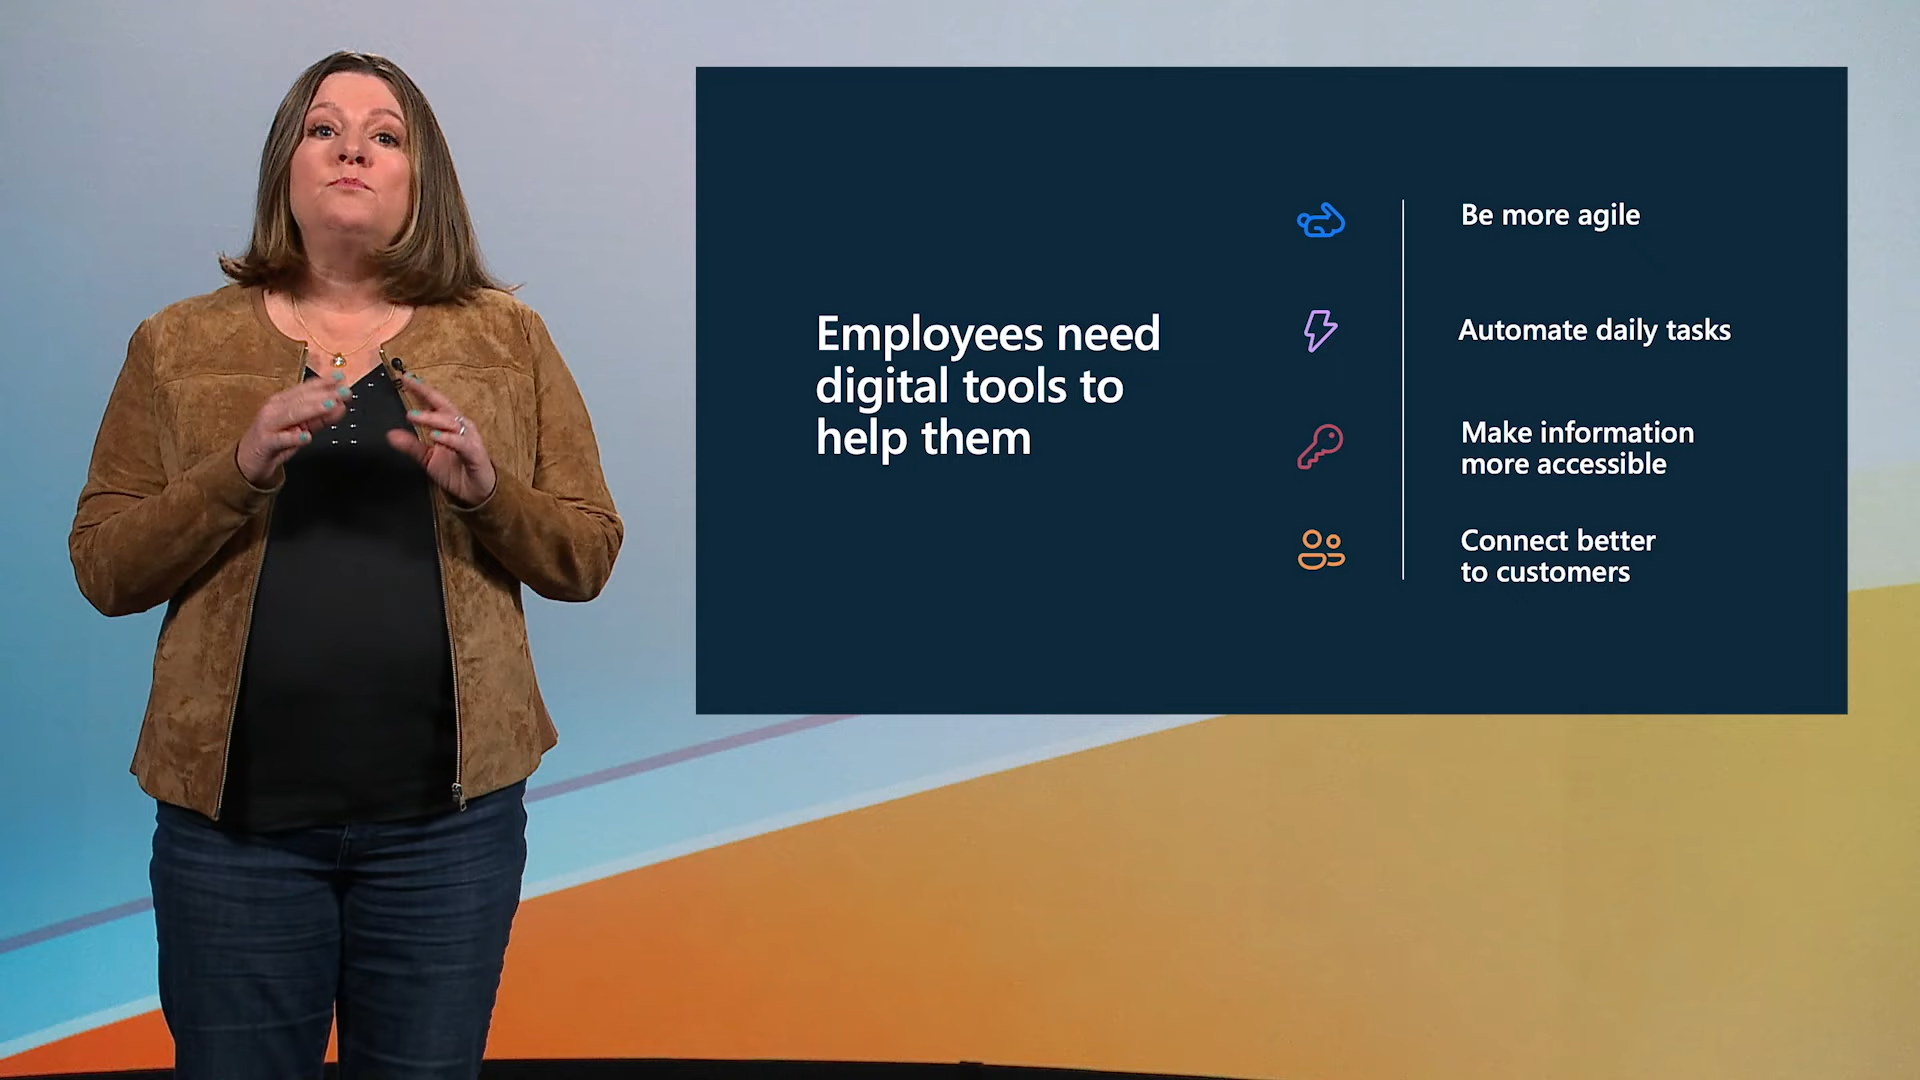 Employees need
digital tools to
help them
Be more agile
Automate daily tasks
Make information
more accessible
Connect better
to customers